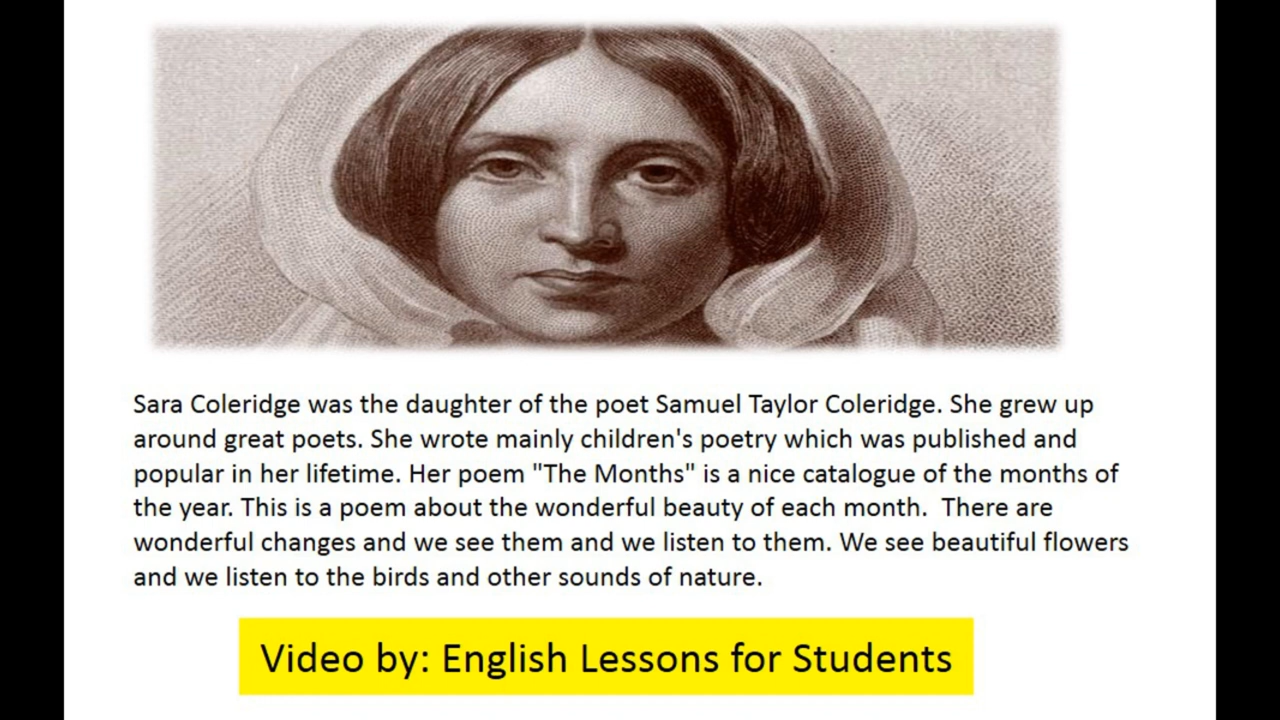 Sara Coleridge was the daughter of the poet Samuel Taylor Coleridge. She grew up
around great poets. She wrote mainly children's poetry which was published and
popular in her lifetime. Her poem "The Months" is a nice catalogue of the months of
the year. This is a poem about the wonderful beauty of each month.  There are
wonderful changes and we see them and we listen to them. We see beautiful flowers
and we listen to the birds and other sounds of nature.
Video by: English Lessons for Students